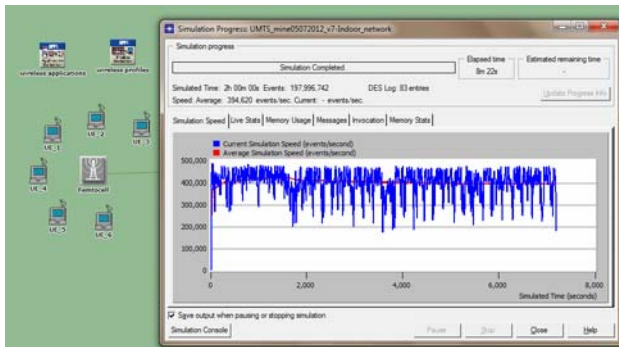 Simulation Progress: UMTS_mine05072012_v7-Indoor_network
Simulation progress
Simulation Completed
Elapsed time
8m 22s
Estimated remaining time
-
Simulated Time: 2h 00m 00s Events: 197,996,742 DES Log: 83 entries
Speed: Average: 394,620 events/sec. Current: - events/sec.
Update Progress Info
Simulation Speed Live Stats Memory Usage Messages Invocation Memory Stats
Current Simulation Speed (events/second)
Average Simulation Speed (events/second)
500,000
400,000
300,000
200,000
100,000
0
0 2,000 4,000 6,000 8,000
Simulated Time (seconds)
Save output when pausing or stopping simulation
Simulation Console Pause Stop Close Help
wireless applications
wireless profiles
UE_1
UE_2
UE_3
UE_4
Femtocell
UE_5
UE_6